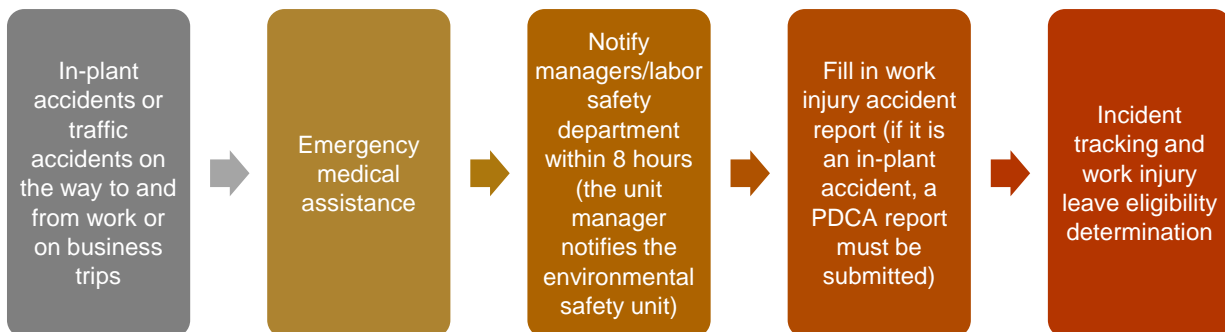 In-plant
accidents or
traffic
accidents on
the way to and
from work or
on business
trips
Emergency
medical
assistance
Notify
managers/labor
safety
department
within 8 hours
(the unit
manager
notifies the
environmental
safety unit)
Fill in work
injury accident
report (if it is
an in-plant
accident, a
PDCA report
must be
submitted)
Incident
tracking and
work injury
leave eligibility
determination